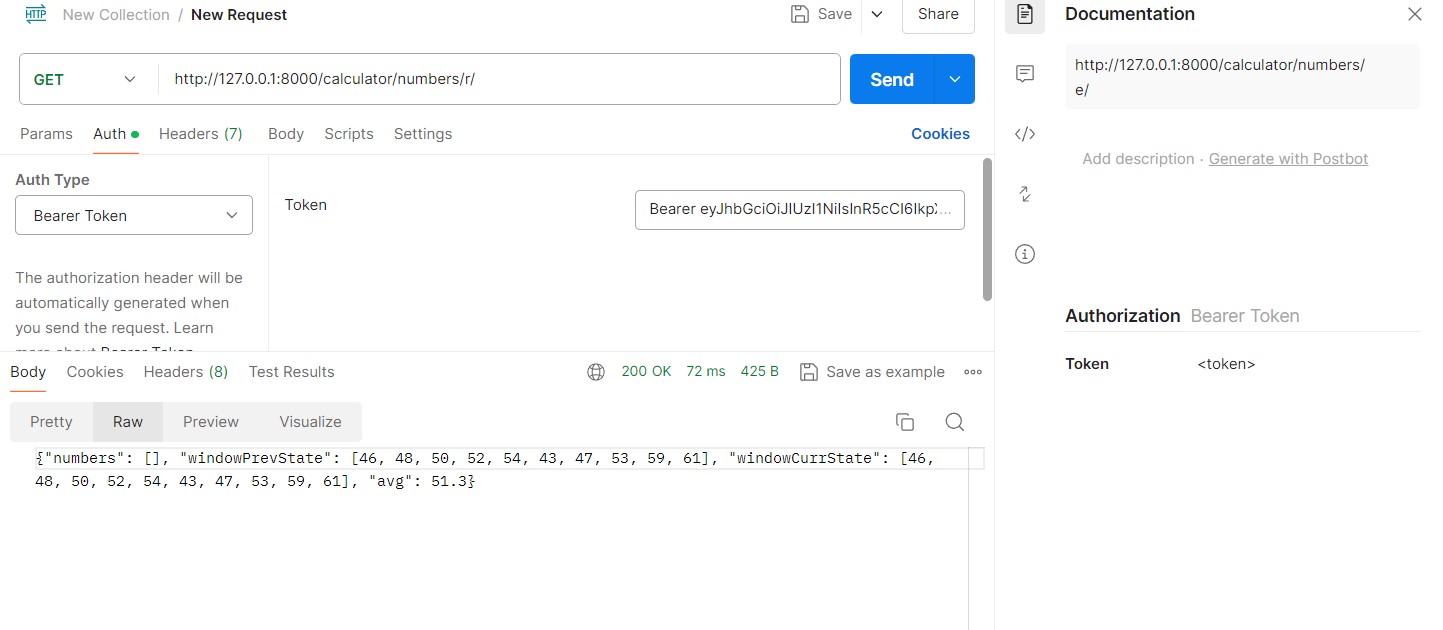 HTTP New Collection / New Request Save Share
GET http://127.0.0.1:8000/calculator/numbers/r/ Send
Params Auth Headers (7) Body Scripts Settings Cookies
Auth Type
Bearer Token
The authorization header will be
automatically generated when
you send the request. Learn
more about Bearer Token
Token
Body Cookies Headers (8) Test Results 200 OK 72 ms 425 B Save as example
Pretty Raw Preview Visualize
{"numbers": [], "windowPrevState": [46, 48, 50, 52, 54, 43, 47, 53, 59, 61], "windowCurrState": [46,
48, 50, 52, 54, 43, 47, 53, 59, 61], "avg": 51.3}
Documentation
http://127.0.0.1:8000/calculator/numbers/
e/
Add description · Generate with Postbot
Authorization Bearer Token
Token <token>